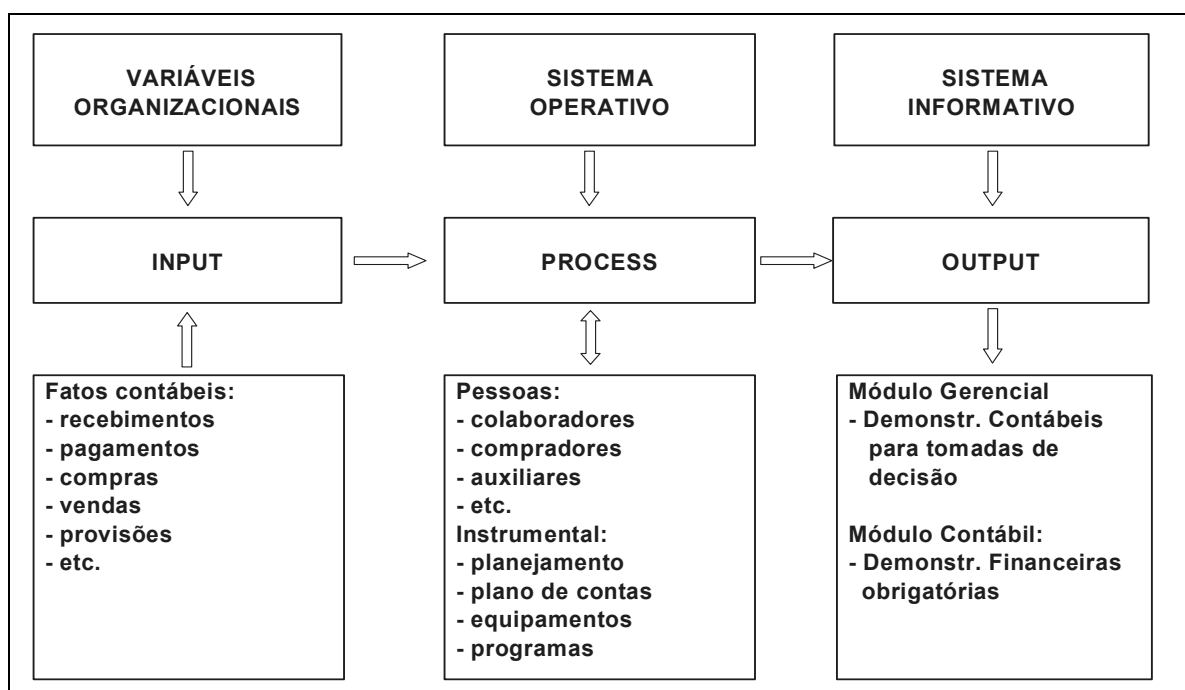 VARIÁVEIS
ORGANIZACIONAIS
SISTEMA
OPERATIVO
SISTEMA
INFORMATIVO
INPUT
PROCESS
OUTPUT
Fatos contábeis:
- recebimentos
- pagamentos
- compras
- vendas
- provisões
- etc.
Pessoas:
- colaboradores
- compradores
- auxiliares
- etc.
Instrumental:
- planejamento
- plano de contas
- equipamentos
- programas
Módulo Gerencial
- Demonstr. Contábeis
para tomadas de
decisão
Módulo Contábil:
- Demonstr. Financeiras
obrigatórias